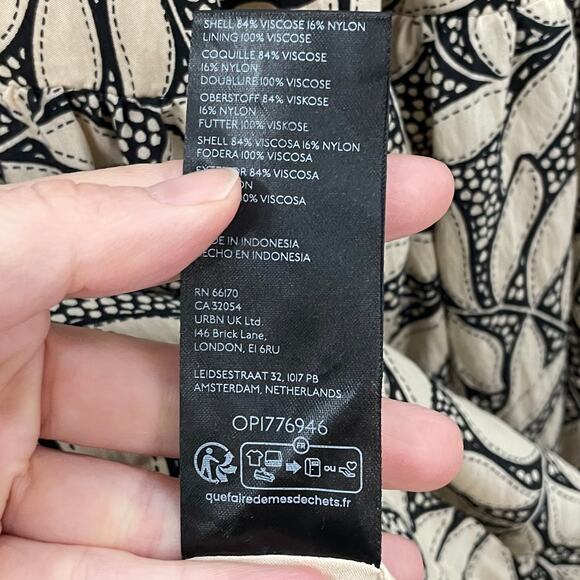 SHELL 84% VISCOSE 16% NYLON
LINING 100% VISCOSE
COQUILLE 84% VISCOSE
16% NYLON
DOUBLURE 100% VISCOSE
OBERSTOFF 84% VISKOSE
16% NYLON
FUTTER 100% VISKOSE
SHELL 84% VISCOSA 16% NYLON
FODERA 100% VISCOSA
84% VISCOSA
VISCOSA
IN INDONESIA
EN INDONESIA
RN 66170
CA 32054
URBN UK Ltd.
146 Brick Lane,
LONDON, E1 6RU
LEIDSESTRAAT 32, 1017 PB
AMSTERDAM, NETHERLANDS
OP1776946
FR
ou
quefairedemesdechets.fr